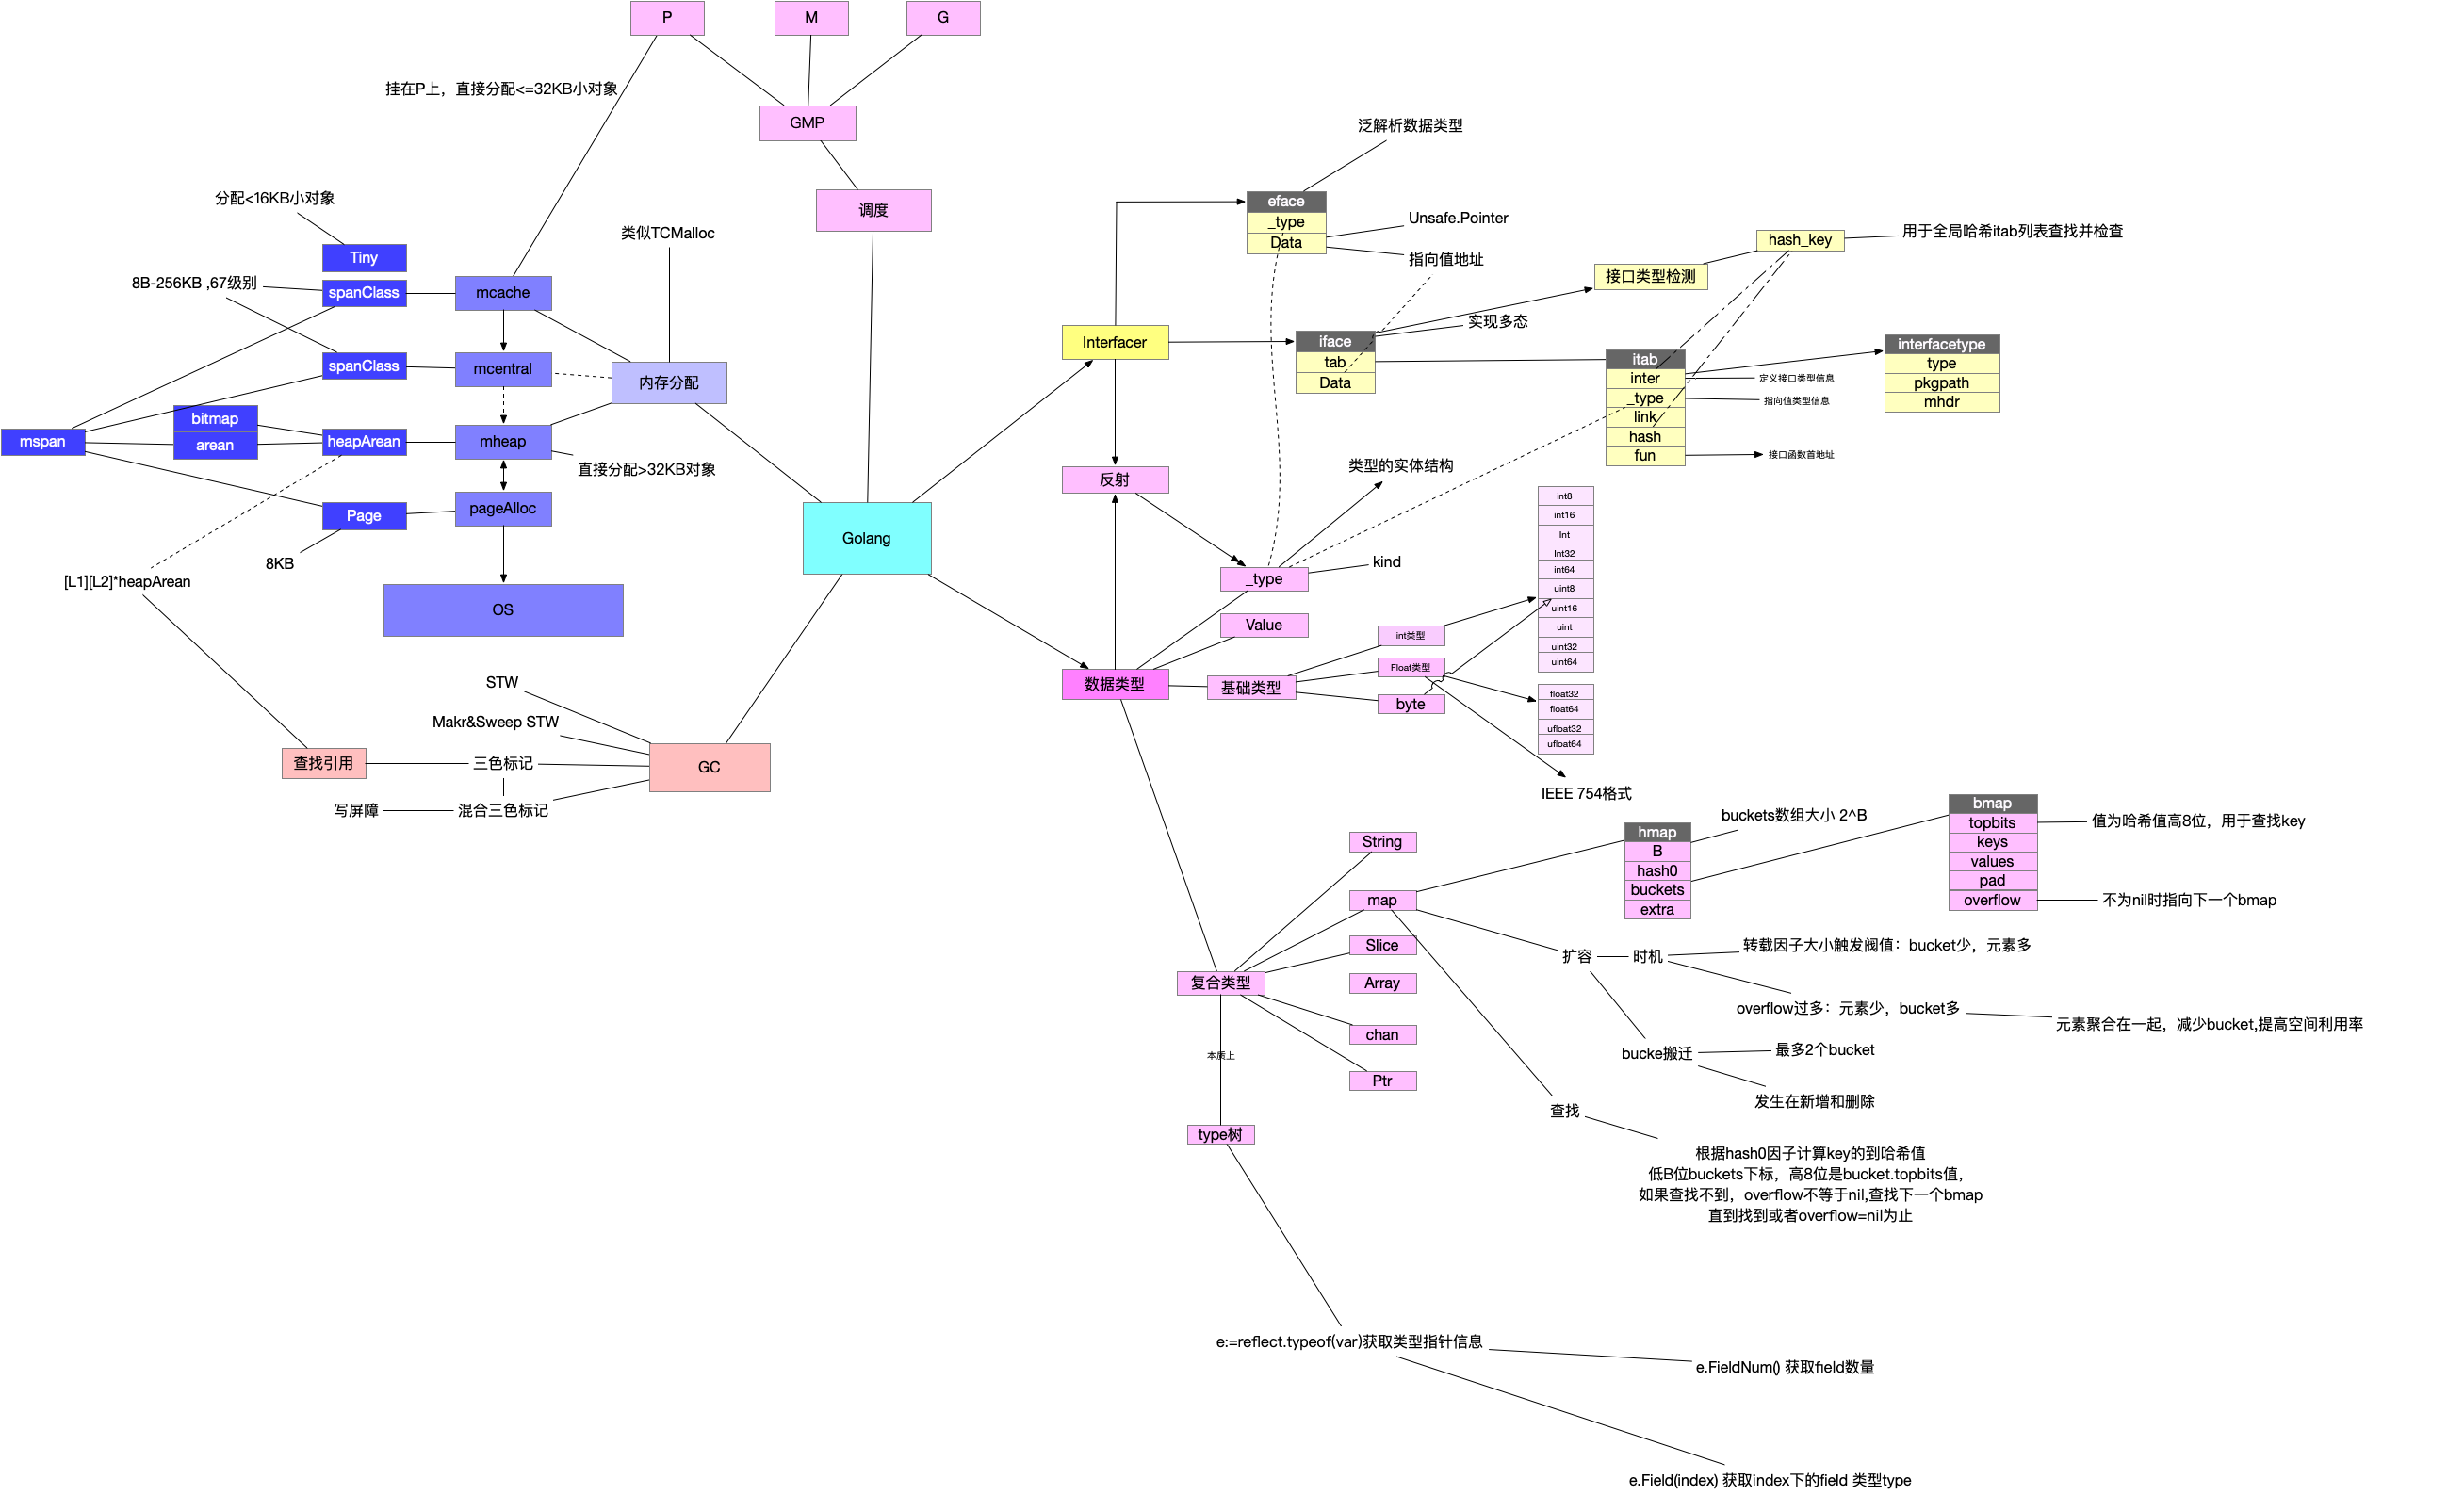 P
M
G
挂在P上，直接分配<=32KB小对象
GMP
调度
分配<16KB小对象
类似TCMalloc
Tiny
8B-256KB ,67级别
spanClass
mcache
spanClass
mcentral
内存分配
bitmap
arean
mspan
heapArean
mheap
直接分配>32KB对象
Page
pageAlloc
8KB
[L1][L2]*heapArean
OS
Golang
STW
Makr&Sweep STW
查找引用
三色标记
GC
写屏障
混合三色标记
泛解析数据类型
eface
_type
Data
Unsafe.Pointer
指向值地址
hash_key
用于全局哈希itab列表查找并检查
接口类型检测
实现多态
Interfacer
iface
tab
Data
itab
inter
_type
link
hash
fun
定义接口类型信息
指向值类型信息
接口函数首地址
interfacetype
type
pkgpath
mhdr
反射
类型的实体结构
_type
kind
Value
数据类型
基础类型
int类型
Float类型
byte
int8
int16
Int
Int32
int64
uint8
uint16
uint
uint32
uint64
float32
float64
ufloat32
ufloat64
IEEE 754格式
String
map
Slice
Array
chan
Ptr
复合类型
本质上
type树
hmap
B
hash0
buckets
extra
buckets数组大小 2^B
bmap
topbits
keys
values
pad
overflow
值为哈希值高8位，用于查找key
不为nil时指向下一个bmap
扩容
时机
转载因子大小触发阀值：bucket少，元素多
overflow过多：元素少，bucket多
元素聚合在一起，减少bucket,提高空间利用率
bucke搬迁
最多2个bucket
发生在新增和删除
查找
根据hash0因子计算key的到哈希值
低B位buckets下标，高8位是bucket.topbits值，
如果查找不到，overflow不等于nil,查找下一个bmap
直到找到或者overflow=nil为止
e:=reflect.typeof(var)获取类型指针信息
e.FieldNum() 获取field数量
e.Field(index) 获取index下的field 类型type